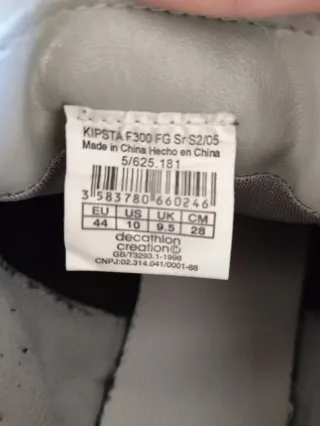 KIPSTA F300 FG Sr S2/05
Made in China Hecho en China
5/625.181
3 583780 660246
EU US UK CM
44 10 9.5 28
decathlon
creation©
GB/T3293.1-1998
CNPJ:02.314.041/0001-88